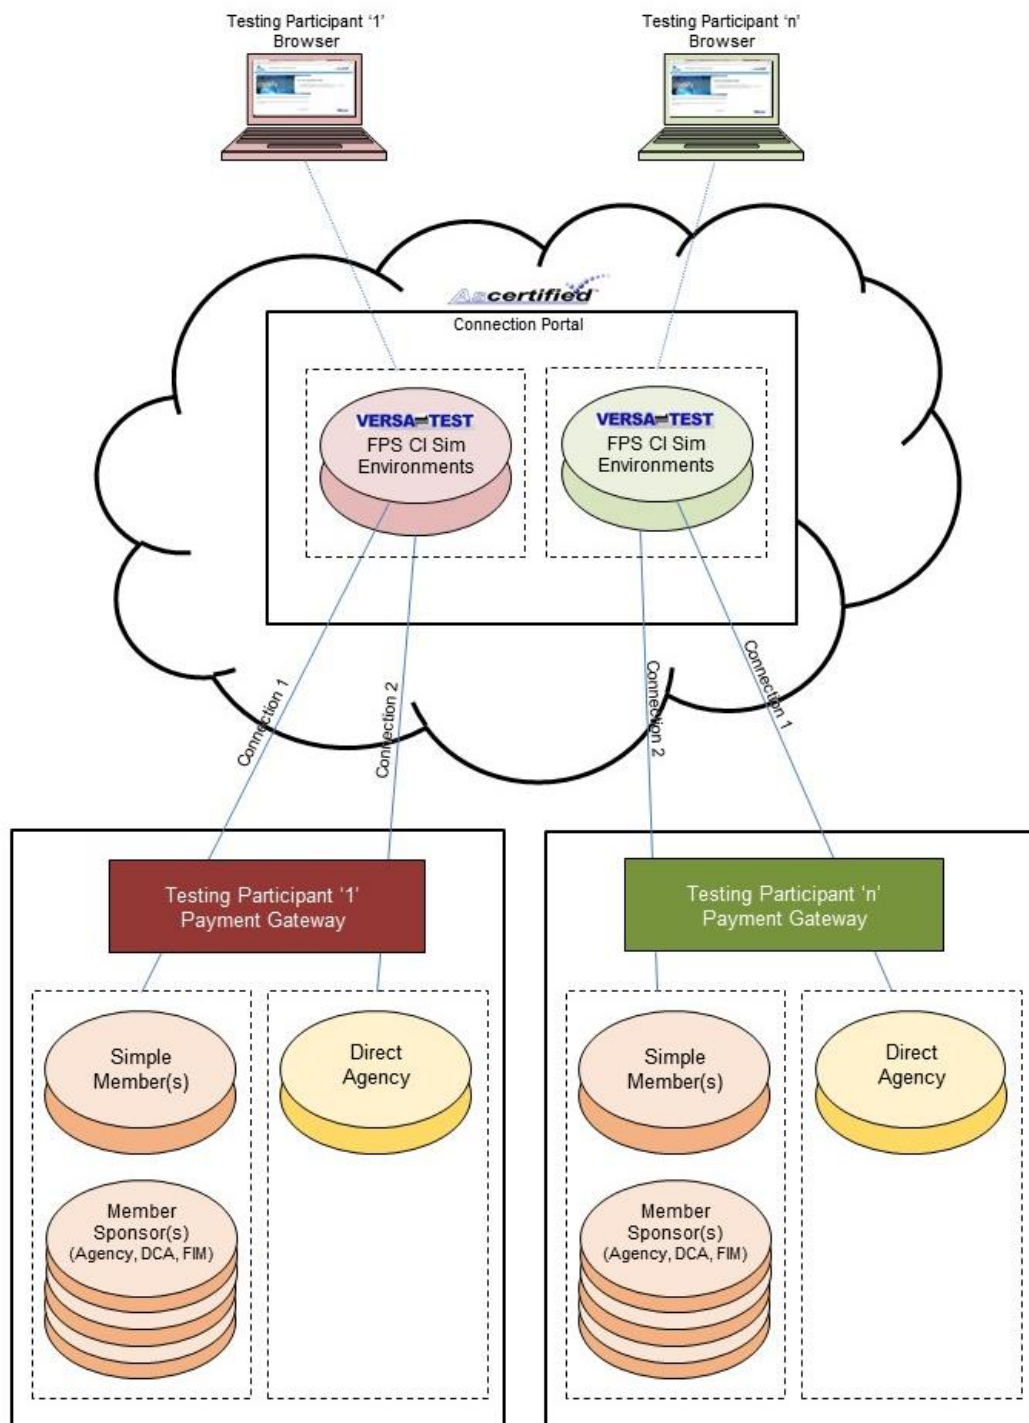 Testing Participant ‘1’
Browser
Testing Participant ‘n’
Browser
Ascertified
Connection Portal
VERSA TEST
FPS CI Sim
Environments
VERSA TEST
FPS CI Sim
Environments
Connection 1
Connection 2
Connection 2
Connection 1
Testing Participant ‘1’
Payment Gateway
Testing Participant ‘n’
Payment Gateway
Simple
Member(s)
Direct
Agency
Simple
Member(s)
Direct
Agency
Member
Sponsor(s)
(Agency, DCA, FIM)
Member
Sponsor(s)
(Agency, DCA, FIM)